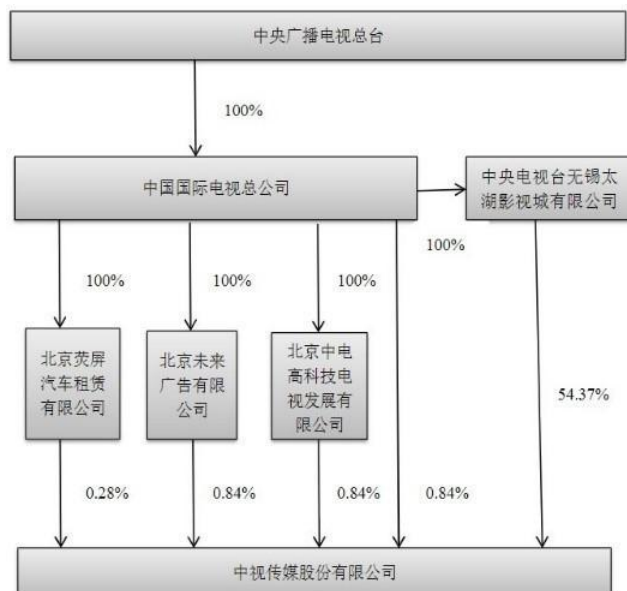 中央广播电视总台
100%
中国国际电视总公司
中央电视台无锡太
湖影视城有限公司
100%
100%
100%
100%
北京荧屏
汽车租赁
有限公司
北京未来
广告有限
公司
北京中电
高科技电
视发展有
限公司
54.37%
0.28%
0.84%
0.84%
0.84%
中视传媒股份有限公司